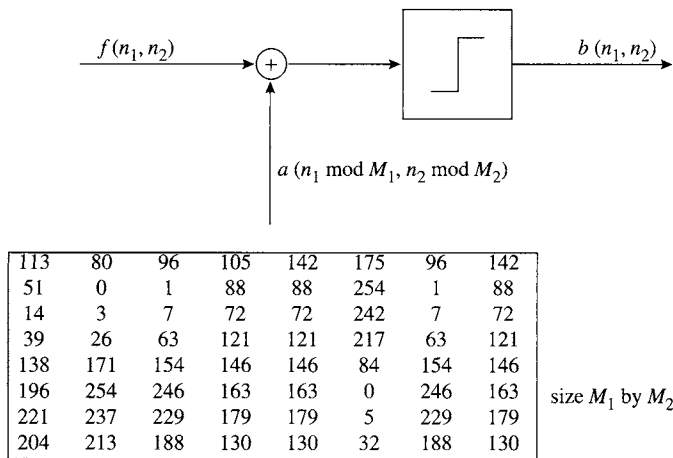 f (n₁, n₂)
b (n₁, n₂)
+
a (n₁ mod M₁, n₂ mod M₂)
113 80 96 105 142 175 96 142
51 0 1 88 88 254 1 88
14 3 7 72 72 242 7 72
39 26 63 121 121 217 63 121
138 171 154 146 146 84 154 146
196 254 246 163 163 0 246 163
221 237 229 179 179 5 229 179
204 213 188 130 130 32 188 130
size M₁ by M₂